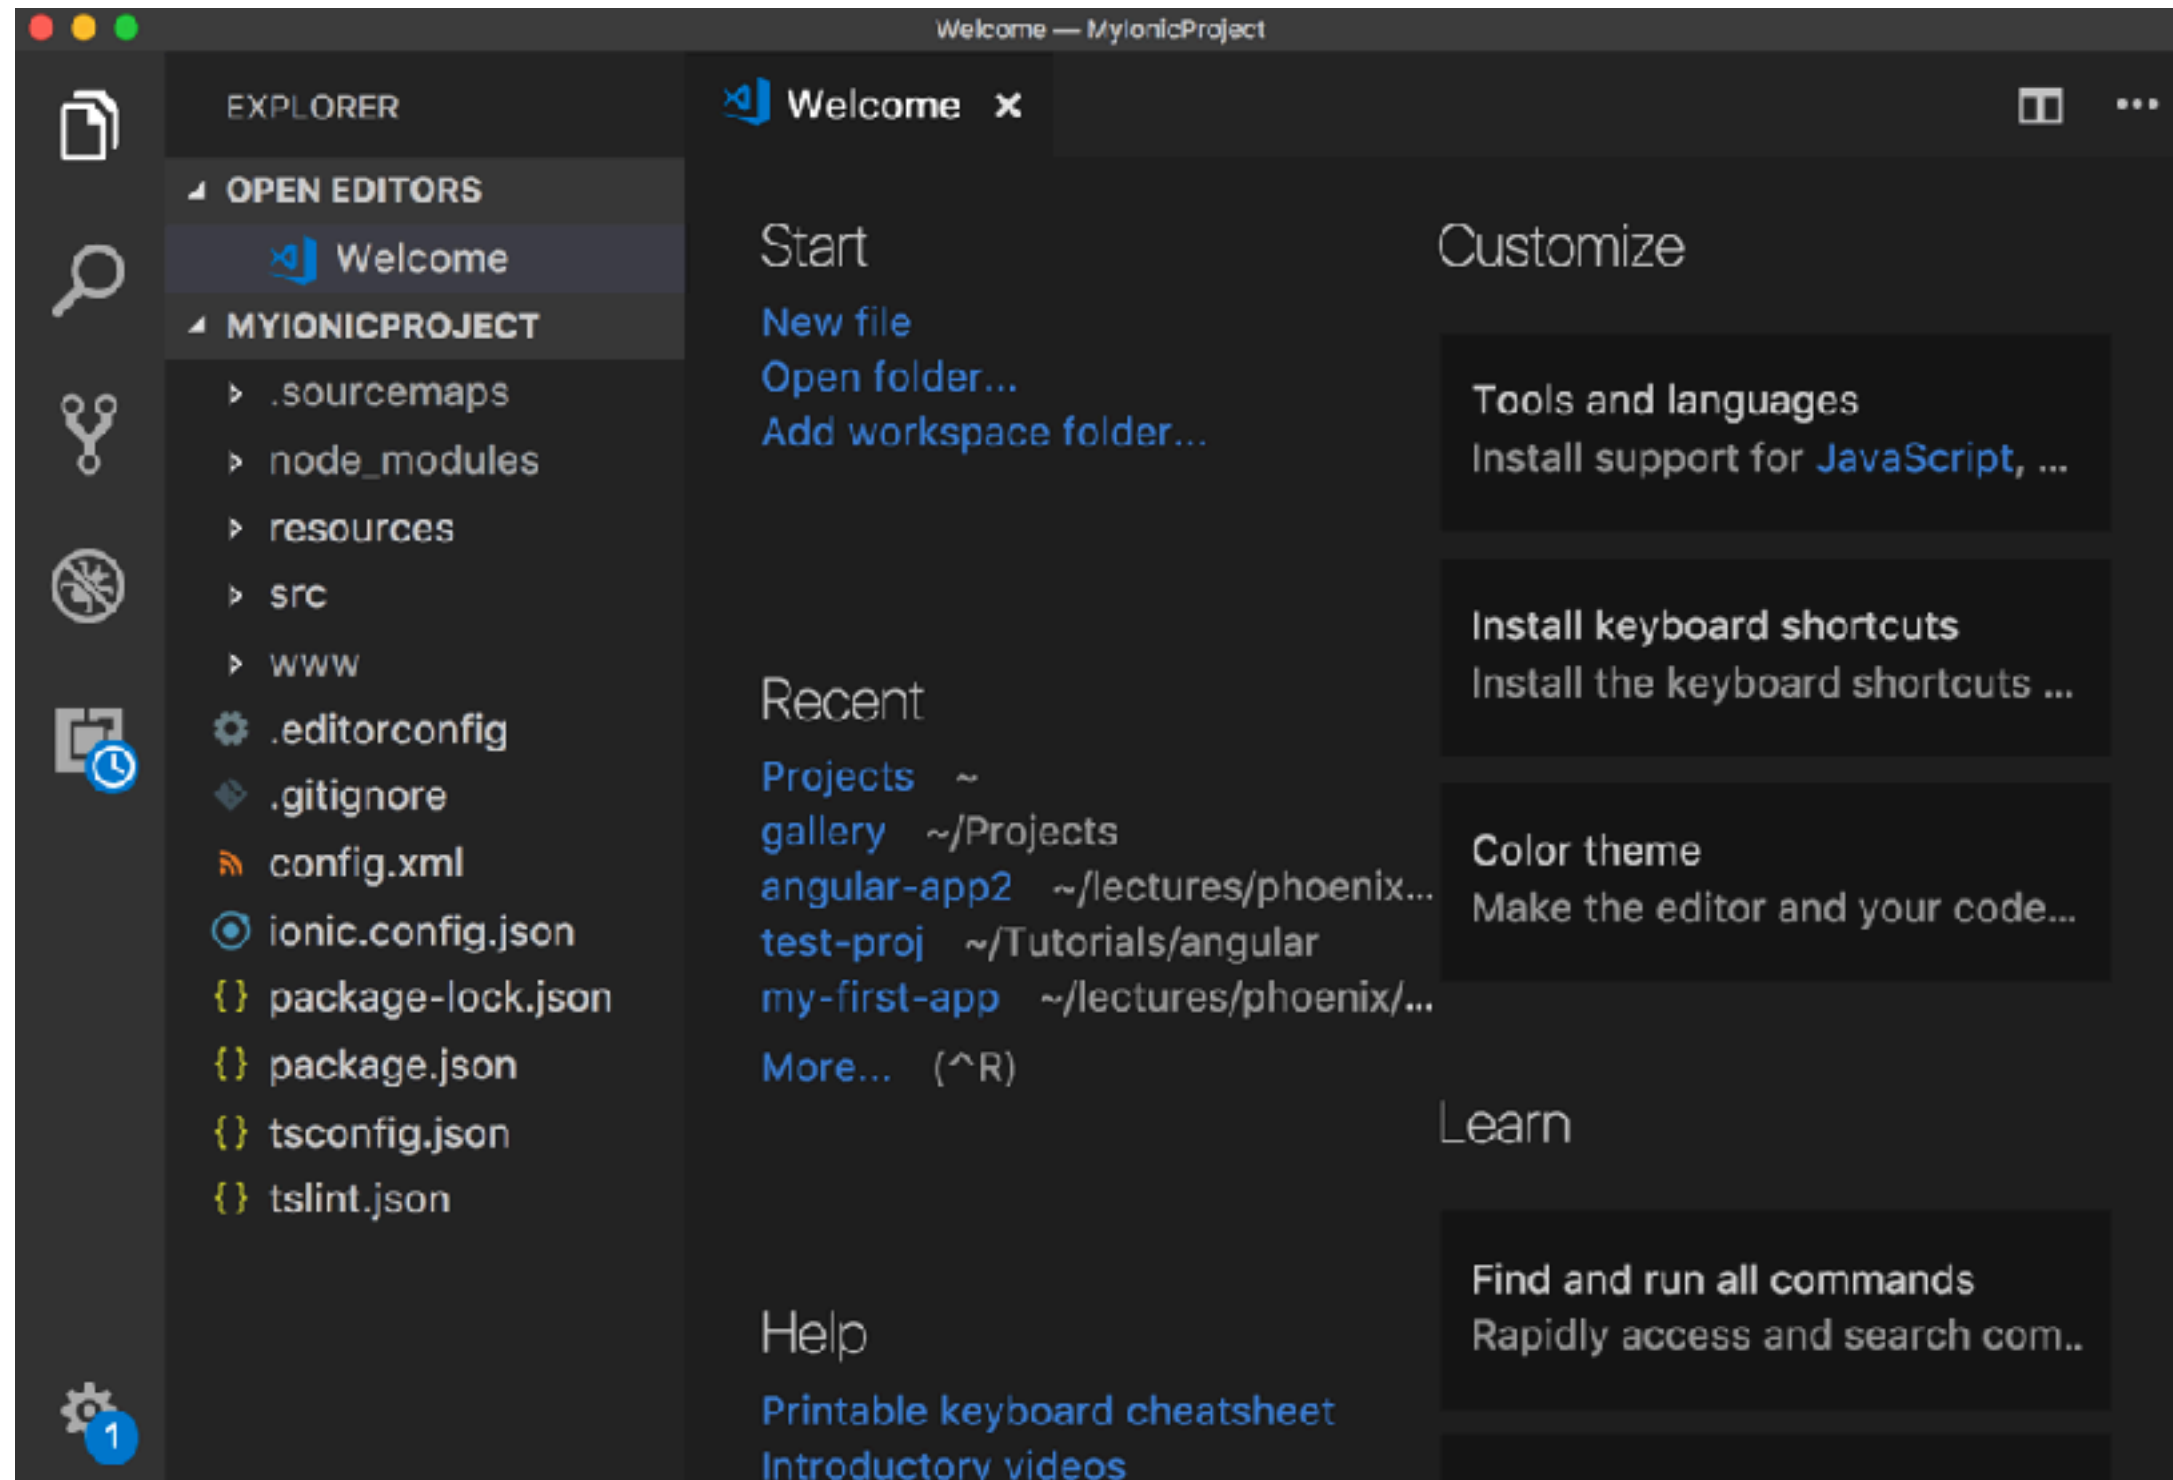 Welcome — MyIonicProject
EXPLORER
OPEN EDITORS
Welcome
MYIONICPROJECT
.sourcemaps
node_modules
resources
src
www
.editorconfig
.gitignore
config.xml
ionic.config.json
package-lock.json
package.json
tsconfig.json
tslint.json
1
Welcome
Start
New file
Open folder...
Add workspace folder...
Recent
Projects ~
gallery ~/Projects
angular-app2 ~/lectures/phoenix...
test-proj ~/Tutorials/angular
my-first-app ~/lectures/phoenix/...
More... (^R)
Help
Printable keyboard cheatsheet
Introductory videos
Customize
Tools and languages
Install support for JavaScript, ...
Install keyboard shortcuts
Install the keyboard shortcuts ...
Color theme
Make the editor and your code...
Learn
Find and run all commands
Rapidly access and search com..